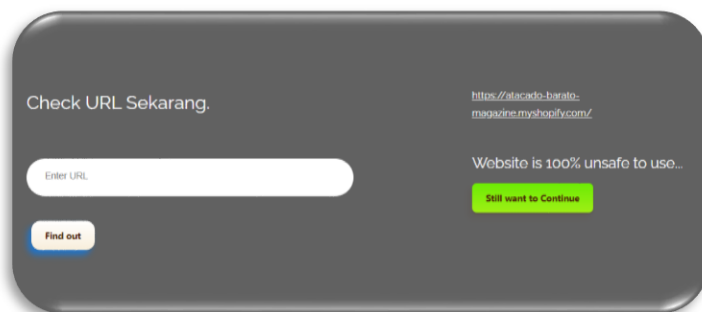 Check URL Sekarang.
Enter URL
Find out
https://atacado-barato-
magazine.myshopify.com/
Website is 100% unsafe to use...
Still want to Continue